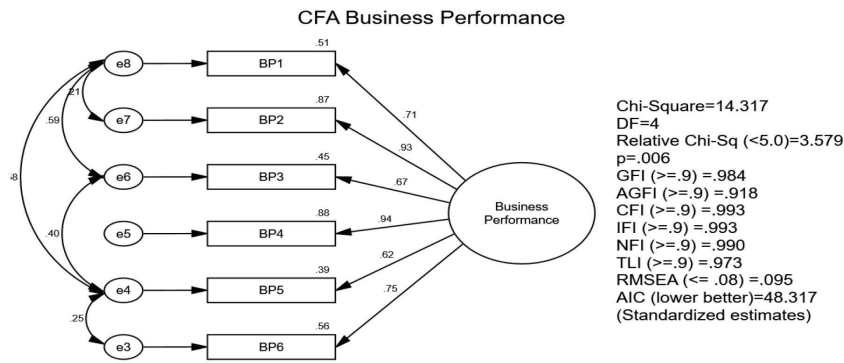 CFA Business Performance
.51
e8
BP1
.21
.71
.87
e7
BP2
.59
.93
.45
e6
BP3
.67
.88
e5
BP4
.94
.40
.39
e4
BP5
.62
.25
.56
e3
BP6
.75
Business
Performance
Chi-Square=14.317
DF=4
Relative Chi-Sq (<5.0)=3.579
p=.006
GFI (>=.9) =.984
AGFI (>=.9) =.918
CFI (>=.9) =.993
IFI (>=.9) =.993
NFI (>=.9) =.990
TLI (>=.9) =.973
RMSEA (<= .08) =.095
AIC (lower better)=48.317
(Standardized estimates)